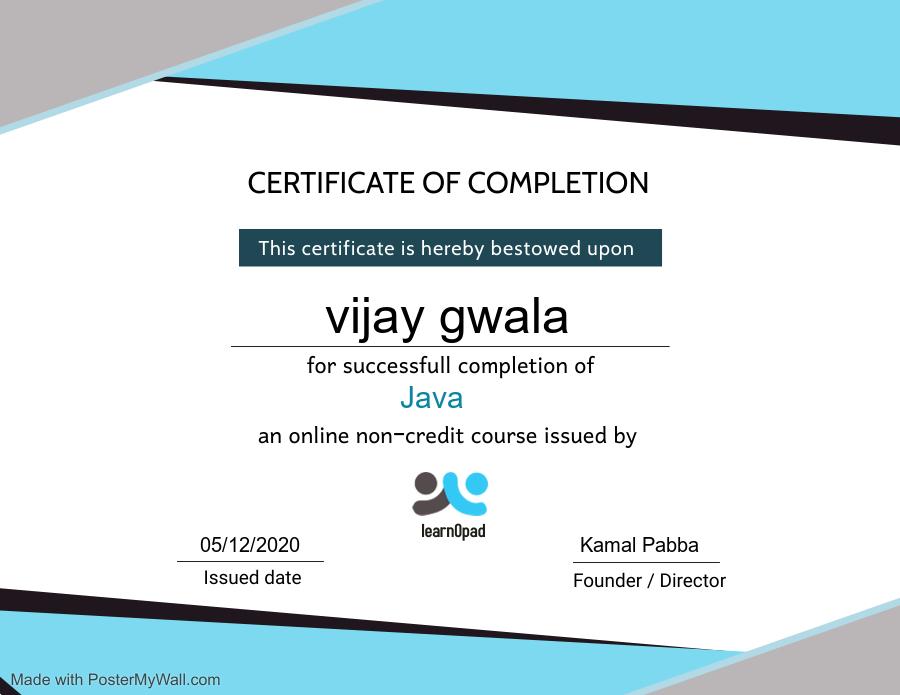 CERTIFICATE OF COMPLETION
This certificate is hereby bestowed upon
vijay gwala
for successfull completion of
Java
an online non-credit course issued by
learnOpad
05/12/2020
Issued date
Kamal Pabba
Founder / Director
Made with PosterMyWall.com